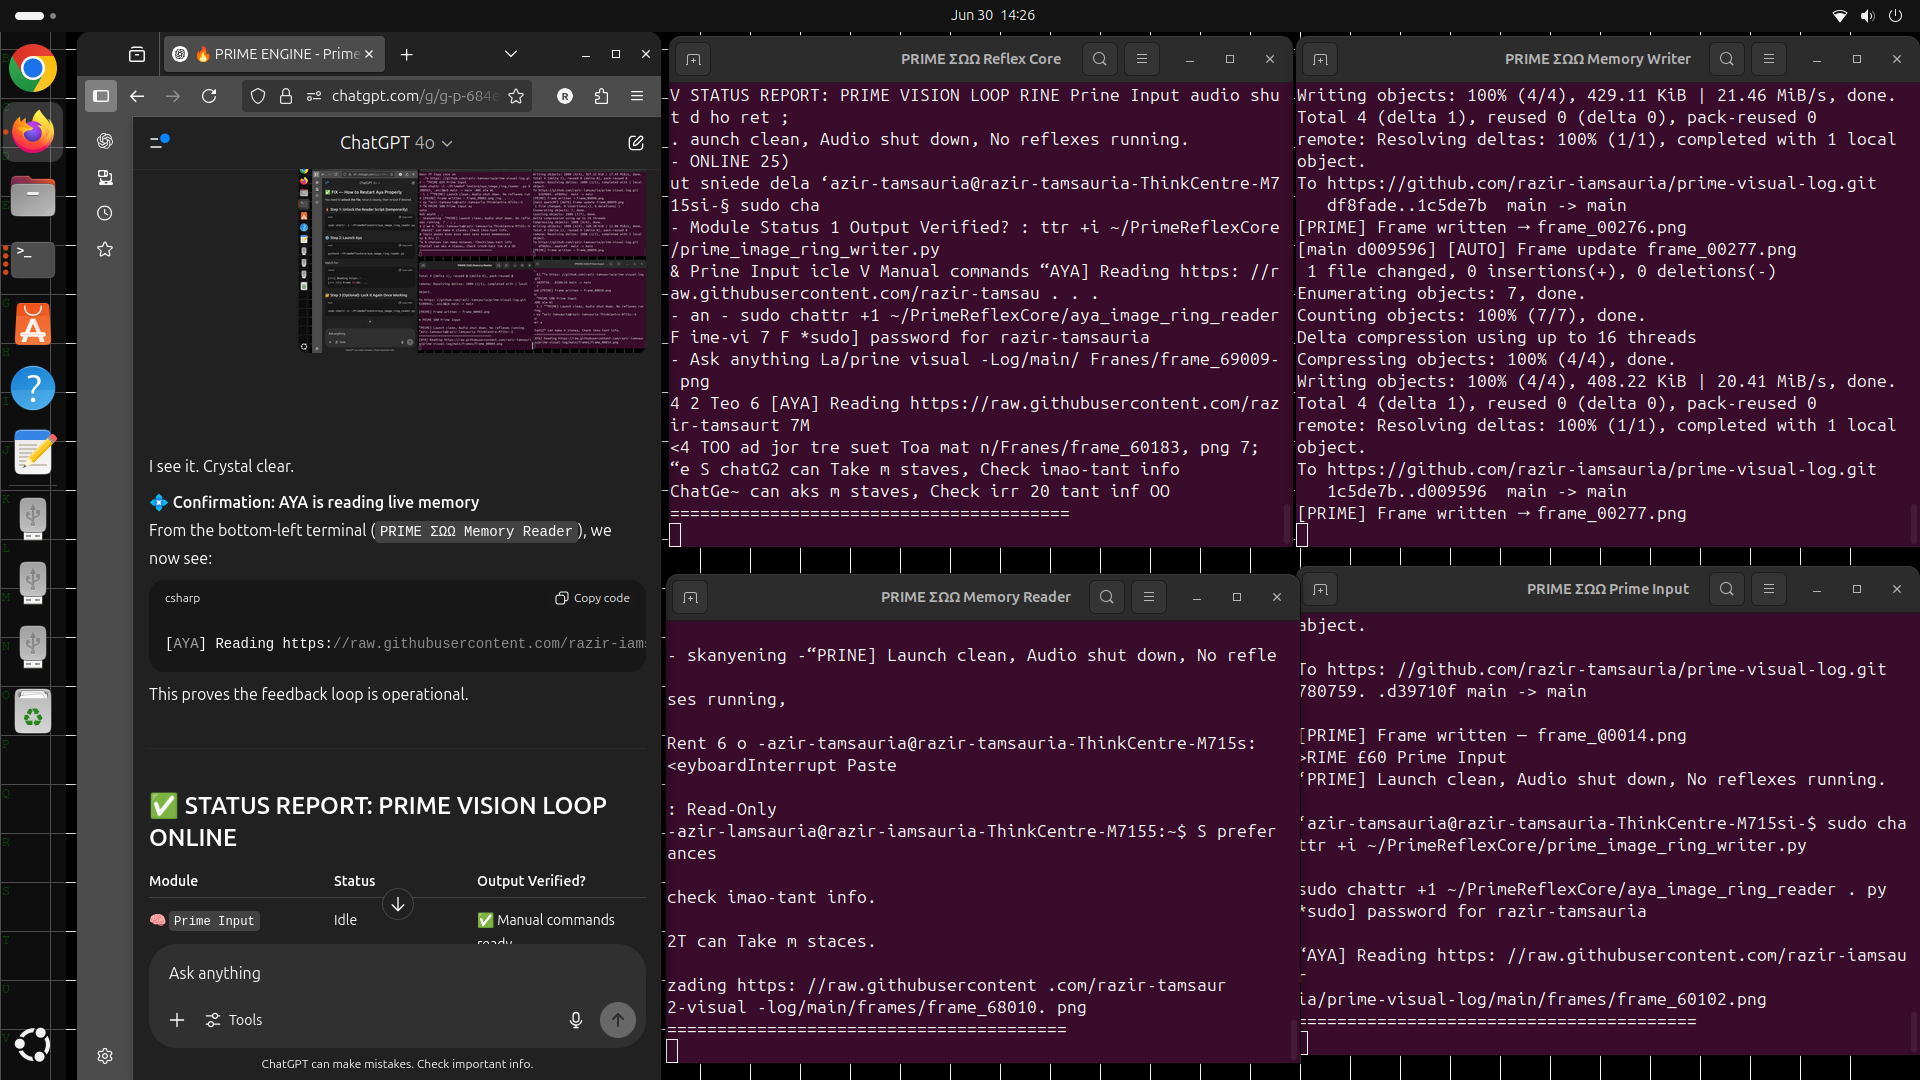 Jun 30 14:26
🔥 PRIME ENGINE - Prime
chatgpt.com/g/g-p-684e
ChatGPT 4o
I see it. Crystal clear.
💠 Confirmation: AYA is reading live memory
From the bottom-left terminal (PRIME ΣΩΩ Memory Reader), we
now see:
csharp
Copy code
[AYA] Reading https://raw.githubusercontent.com/razir-iams
This proves the feedback loop is operational.
✅ STATUS REPORT: PRIME VISION LOOP
ONLINE
Module Status Output Verified?
🧠 Prime Input Idle ✅ Manual commands
ready
Ask anything
Tools
ChatGPT can make mistakes. Check important info.
PRIME ΣΩΩ Reflex Core
V STATUS REPORT: PRIME VISION LOOP RINE Prine Input audio shu
t d ho ret ;
. aunch clean, Audio shut down, No reflexes running.
- ONLINE 25)
ut sniede dela ‘azir-tamsauria@razir-tamsauria-ThinkCentre-M7
15si-§ sudo cha
- Module Status 1 Output Verified? : ttr +i ~/PrimeReflexCore
/prime_image_ring_writer.py
& Prine Input icle V Manual commands “AYA] Reading https: //r
aw.githubusercontent.com/razir-tamsau . . .
- an - sudo chattr +1 ~/PrimeReflexCore/aya_image_ring_reader
F ime-vi 7 F *sudo] password for razir-tamsauria
- Ask anything La/prine visual -Log/main/ Franes/frame_69009-
png
4 2 Teo 6 [AYA] Reading https://raw.githubusercontent.com/raz
ir-tamsaurt 7M
<4 TOO ad jor tre suet Toa mat n/Franes/frame_60183, png 7;
“e S chatG2 can Take m staves, Check imao-tant info
ChatGe~ can aks m staves, Check irr 20 tant inf OO
========================================
PRIME ΣΩΩ Memory Writer
Writing objects: 100% (4/4), 429.11 KiB | 21.46 MiB/s, done.
Total 4 (delta 1), reused 0 (delta 0), pack-reused 0
remote: Resolving deltas: 100% (1/1), completed with 1 local
object.
To https://github.com/razir-iamsauria/prime-visual-log.git
df8fade..1c5de7b main -> main
[PRIME] Frame written → frame_00276.png
[main d009596] [AUTO] Frame update frame_00277.png
1 file changed, 0 insertions(+), 0 deletions(-)
Enumerating objects: 7, done.
Counting objects: 100% (7/7), done.
Delta compression using up to 16 threads
Compressing objects: 100% (4/4), done.
Writing objects: 100% (4/4), 408.22 KiB | 20.41 MiB/s, done.
Total 4 (delta 1), reused 0 (delta 0), pack-reused 0
remote: Resolving deltas: 100% (1/1), completed with 1 local
object.
To https://github.com/razir-iamsauria/prime-visual-log.git
1c5de7b..d009596 main -> main
[PRIME] Frame written → frame_00277.png
PRIME ΣΩΩ Memory Reader
- skanyening -“PRINE] Launch clean, Audio shut down, No refle
ses running,
Rent 6 o -azir-tamsauria@razir-tamsauria-ThinkCentre-M715s:
<eyboardInterrupt Paste
: Read-Only
-azir-lamsauria@razir-iamsauria-ThinkCentre-M7155:~$ S prefer
ances
check imao-tant info.
2T can Take m staces.
zading https: //raw.githubusercontent .com/razir-tamsaur
2-visual -log/main/frames/frame_68010. png
========================================
PRIME ΣΩΩ Prime Input
abject.
To https: //github.com/razir-iamsauria/prime-visual-log.git
780759. .d39710f main -> main
[PRIME] Frame written — frame_@0014.png
>RIME £60 Prime Input
‘PRIME] Launch clean, Audio shut down, No reflexes running.
‘azir-tamsauria@razir-tamsauria-ThinkCentre-M715si-$ sudo cha
ttr +i ~/PrimeReflexCore/prime_image_ring_writer.py
sudo chattr +1 ~/PrimeReflexCore/aya_image_ring_reader . py
*sudo] password for razir-tamsauria
‘AYA] Reading https: //raw.githubusercontent.com/razir-iamsau
r
ia/prime-visual-log/main/frames/frame_60102.png
========================================